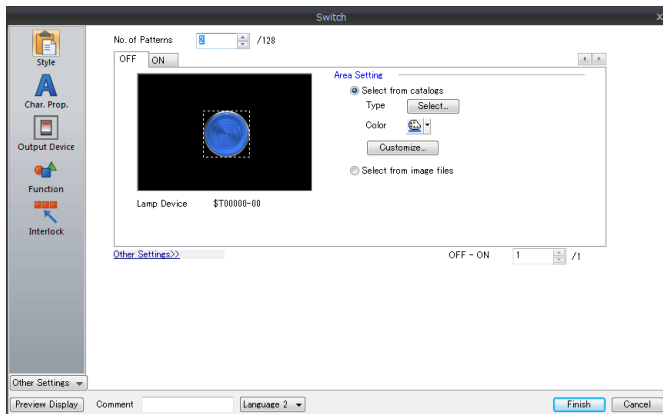 Switch
x
Style
Char. Prop.
Output Device
Function
Interlock
Other Settings
No. of Patterns 2 /128
OFF ON
Area Setting
Select from catalogs
Type Select...
Color
Customize...
Select from image files
Lamp Device $T00000-00
Other Settings>>
OFF - ON 1 /1
Preview Display Comment Language 2 Finish Cancel